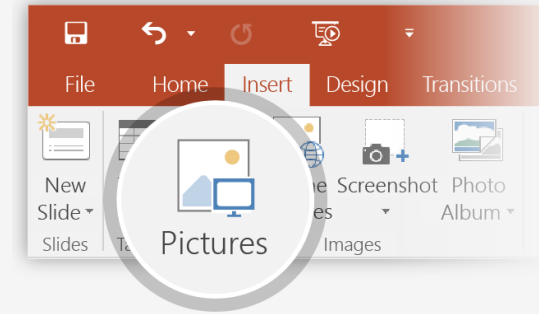 File Home Insert Design Transitions
New Slide
Pictures
Screenshot
Photo Album
Slides
Images